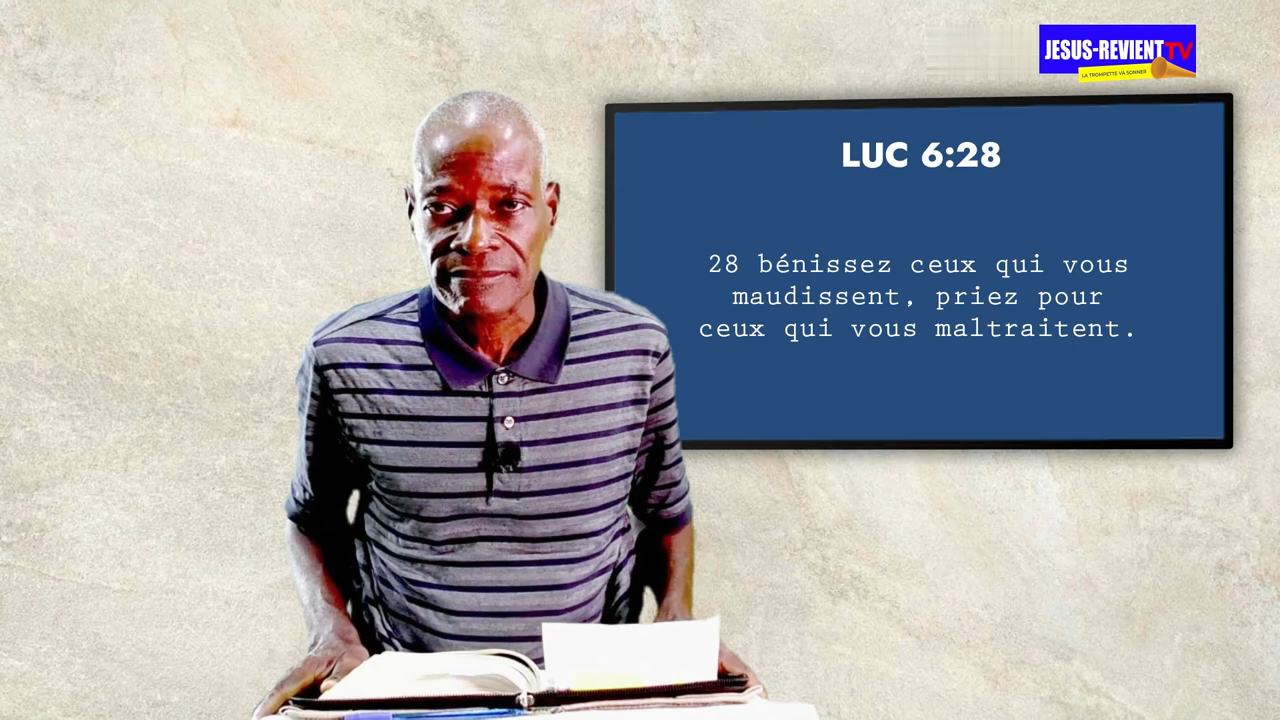 JESUS-REVIENT TV
LA TROMPETTE VA SONNER
LUC 6:28
28 bénissez ceux qui vous
maudissent, priez pour
ceux qui vous maltraitent.